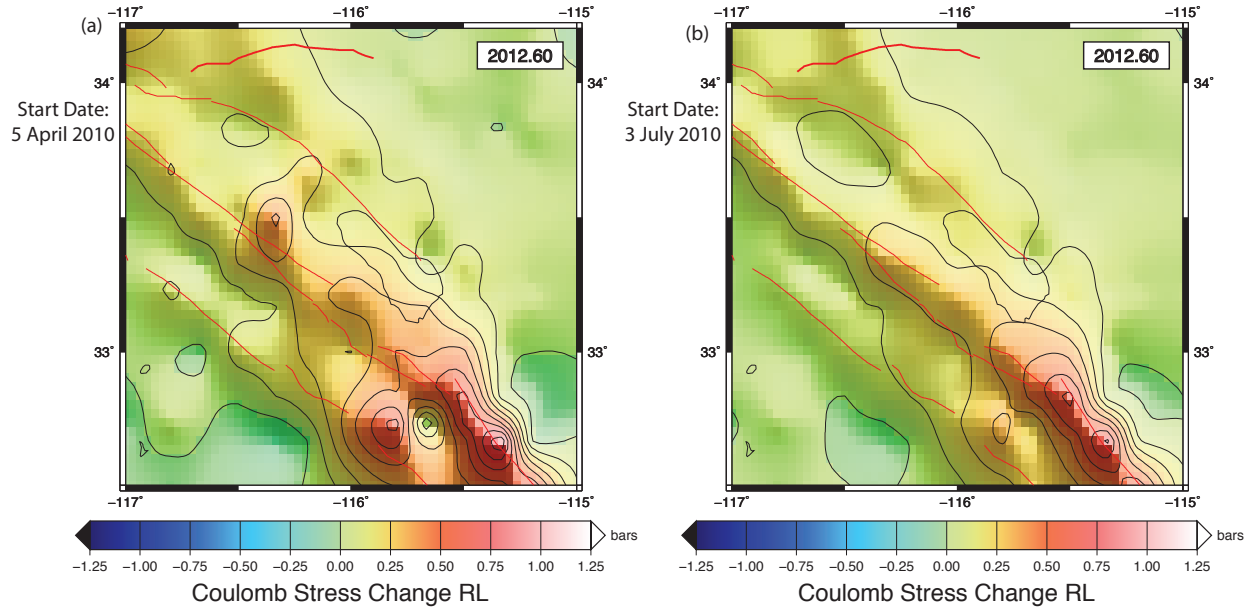 (a)
−117˚ −116˚ −115˚
2012.60
34˚ 34˚
Start Date:
5 April 2010
33˚ 33˚
−117˚ −116˚ −115˚
bars
−1.25 −1.00 −0.75 −0.50 −0.25 0.00 0.25 0.50 0.75 1.00 1.25
Coulomb Stress Change RL
(b)
−117˚ −116˚ −115˚
2012.60
34˚
Start Date:
3 July 2010
33˚
−117˚ −116˚ −115˚
bars
−1.25 −1.00 −0.75 −0.50 −0.25 0.00 0.25 0.50 0.75 1.00 1.25
Coulomb Stress Change RL